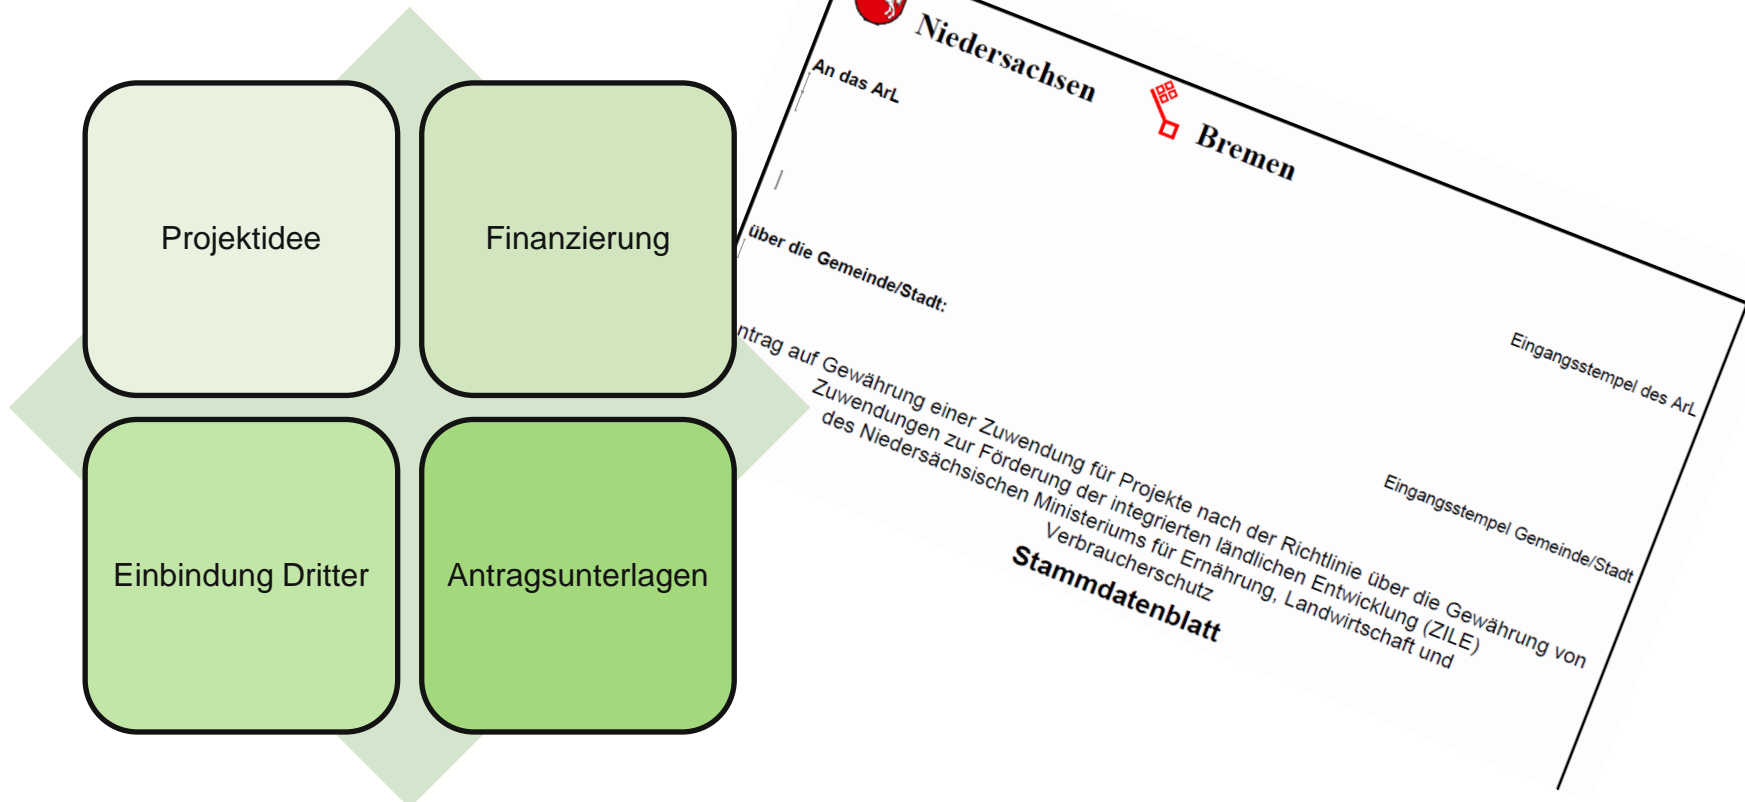 Projektidee
Finanzierung
Einbindung Dritter
Antragsunterlagen
Niedersachsen
Bremen
An das ArL
über die Gemeinde/Stadt:
Eingangsstempel des ArL
Eingangsstempel Gemeinde/Stadt
ntrag auf Gewährung einer Zuwendung für Projekte nach der Richtlinie über die Gewährung von
Zuwendungen zur Förderung der integrierten ländlichen Entwicklung (ZILE)
des Niedersächsischen Ministeriums für Ernährung, Landwirtschaft und
Verbraucherschutz
Stammdatenblatt